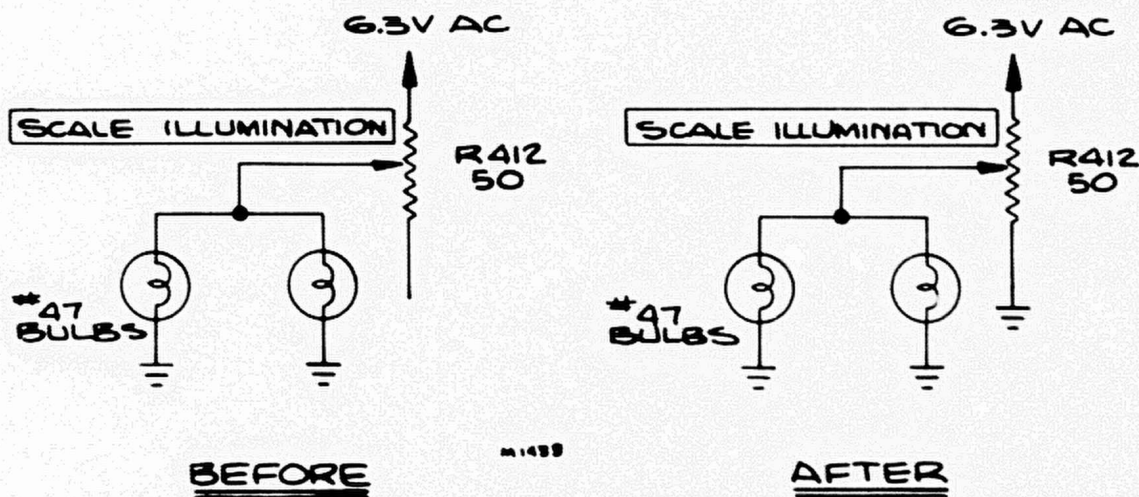 6.3V AC
SCALE ILLUMINATION
R412
50
#47
BULBS
BEFORE
6.3V AC
SCALE ILLUMINATION
R412
50
#47
BULBS
AFTER